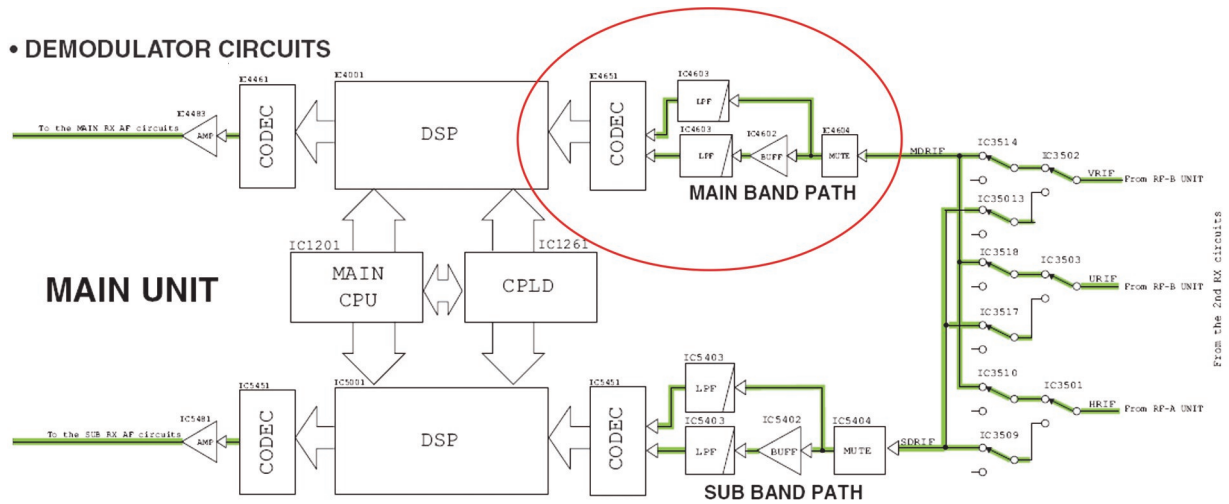 • DEMODULATOR CIRCUITS
IC4461
IC4001
IC4651
IC4603
CODEC
DSP
CODEC
LPF
IC4483
To the MAIN RX AF circuits
AMP
IC4603
IC4602
IC4604
LPF
BUFF
MUTE
MDRIF
IC3514
IC3502
VRIF
From RF-B UNIT
MAIN BAND PATH
IC35013
IC1201
IC1261
MAIN UNIT
MAIN
CPU
CPLD
IC3518
IC3503
URIF
From RF-B UNIT
IC3517
From the 2nd RX circuits
IC5451
IC5001
IC5451
IC5403
CODEC
DSP
CODEC
LPF
IC3510
IC3501
HRIF
From RF-A UNIT
IC5481
To the SUB RX AF circuits
AMP
IC5403
IC5402
IC5404
LPF
BUFF
MUTE
SDRIF
IC3509
SUB BAND PATH